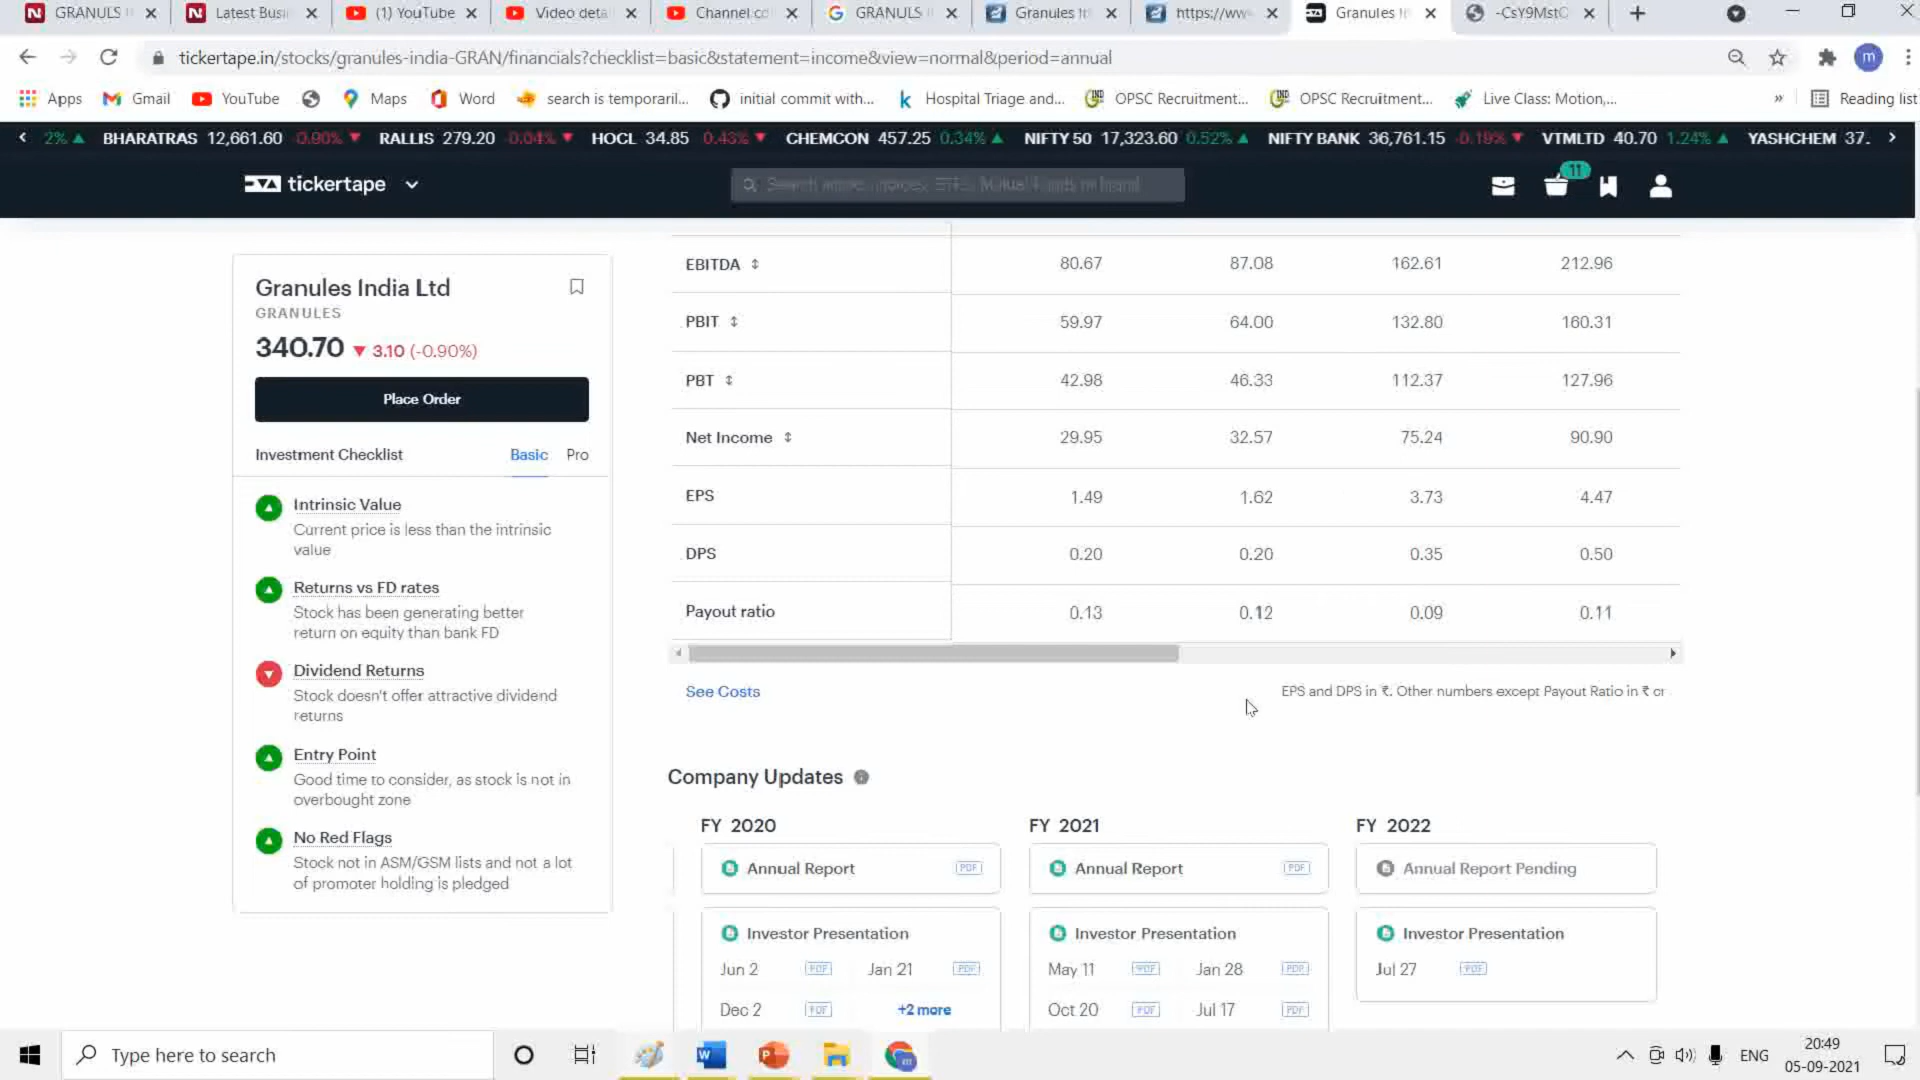 GRANULS
Latest Busi
(1) YouTube
Video deta
Channel co
GRANULS
Granules In
https://ww
Granules In
-CsY9MstC
tickertape.in/stocks/granules-india-GRAN/financials?checklist=basic&statement=income&view=normal&period=annual
Apps Gmail YouTube Maps Word search is temporaril... initial commit with... Hospital Triage and... OPSC Recruitment... OPSC Recruitment... Live Class: Motion,... » Reading list
2% BHARATRAS 12,661.60 -0.90% RALLIS 279.20 -0.04% HOCL 34.85 0.43% CHEMCON 457.25 0.34% NIFTY 50 17,323.60 0.52% NIFTY BANK 36,761.15 -0.19% VTMLTD 40.70 1.24% YASHCHEM 37.
tickertape
11
Granules India Ltd
GRANULES
340.70 3.10 (-0.90%)
Place Order
Investment Checklist Basic Pro
Intrinsic Value
Current price is less than the intrinsic
value
Returns vs FD rates
Stock has been generating better
return on equity than bank FD
Dividend Returns
Stock doesn't offer attractive dividend
returns
Entry Point
Good time to consider, as stock is not in
overbought zone
No Red Flags
Stock not in ASM/GSM lists and not a lot
of promoter holding is pledged
EBITDA 80.67 87.08 162.61 212.96
PBIT 59.97 64.00 132.80 160.31
PBT 42.98 46.33 112.37 127.96
Net Income 29.95 32.57 75.24 90.90
EPS 1.49 1.62 3.73 4.47
DPS 0.20 0.20 0.35 0.50
Payout ratio 0.13 0.12 0.09 0.11
See Costs
EPS and DPS in ₹. Other numbers except Payout Ratio in ₹ cr
Company Updates
FY 2020 FY 2021 FY 2022
Annual Report PDF Annual Report PDF Annual Report Pending
Investor Presentation Investor Presentation Investor Presentation
Jun 2 PDF Jan 21 PDF May 11 PDF Jan 28 PDF Jul 27 PDF
Dec 2 PDF +2 more Oct 20 PDF Jul 17 PDF
Type here to search
ENG
20:49
05-09-2021